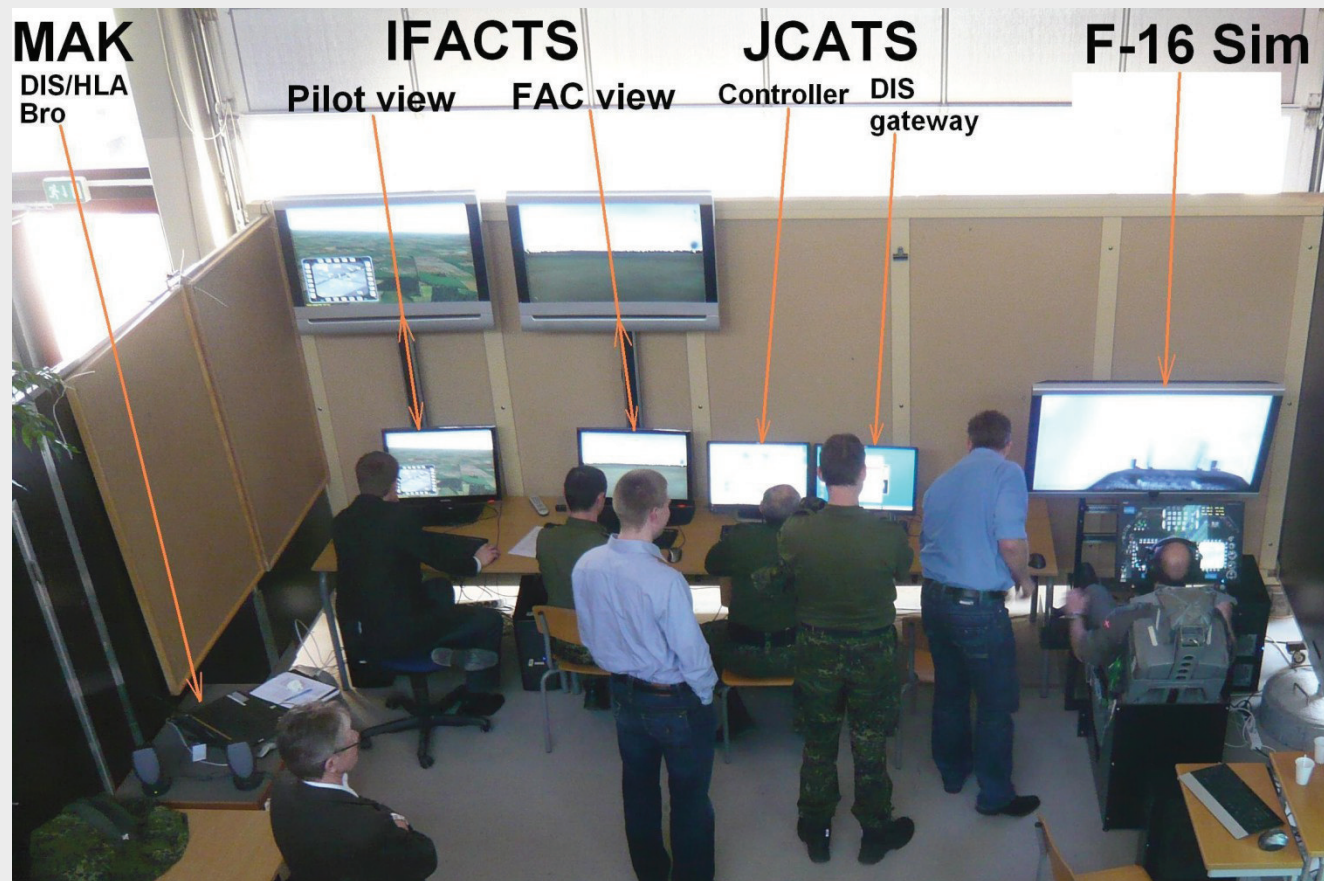 MAK
DIS/HLA
Bro
IFACTS
Pilot view
FAC view
JCATS
Controller
DIS
gateway
F-16 Sim